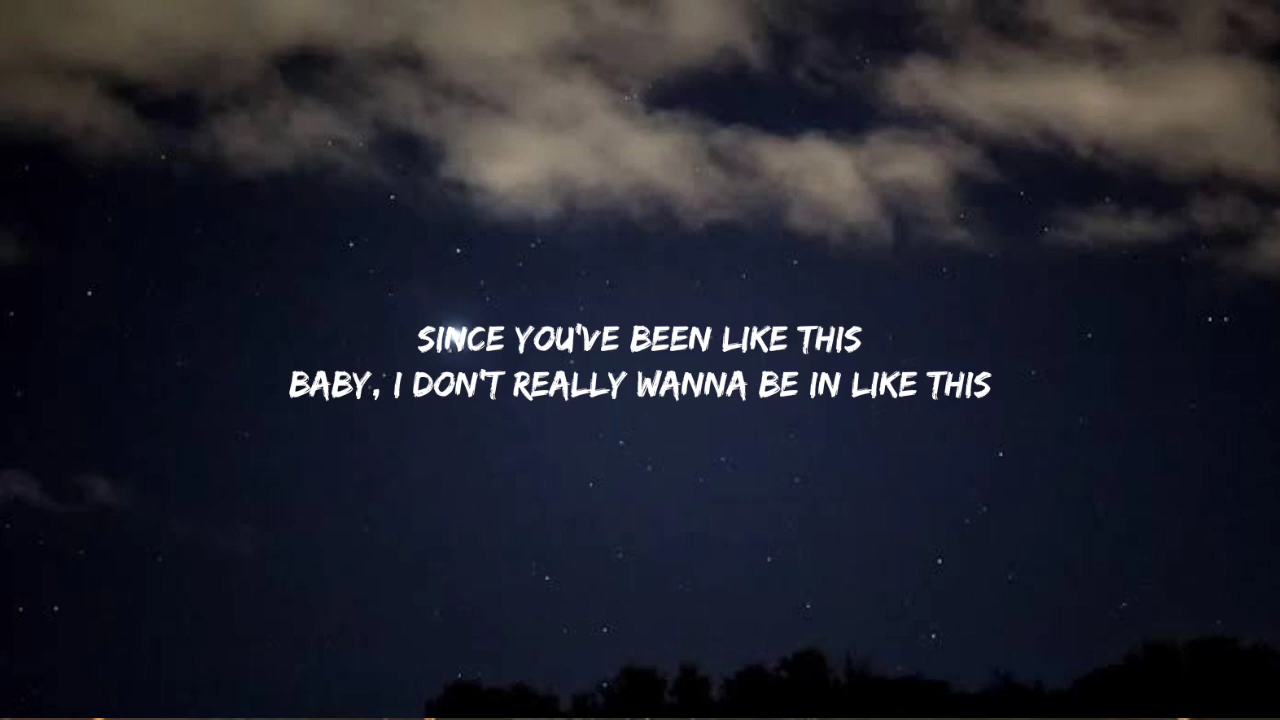 SINCE YOU'VE BEEN LIKE THIS
BABY, I DON'T REALLY WANNA BE IN LIKE THIS